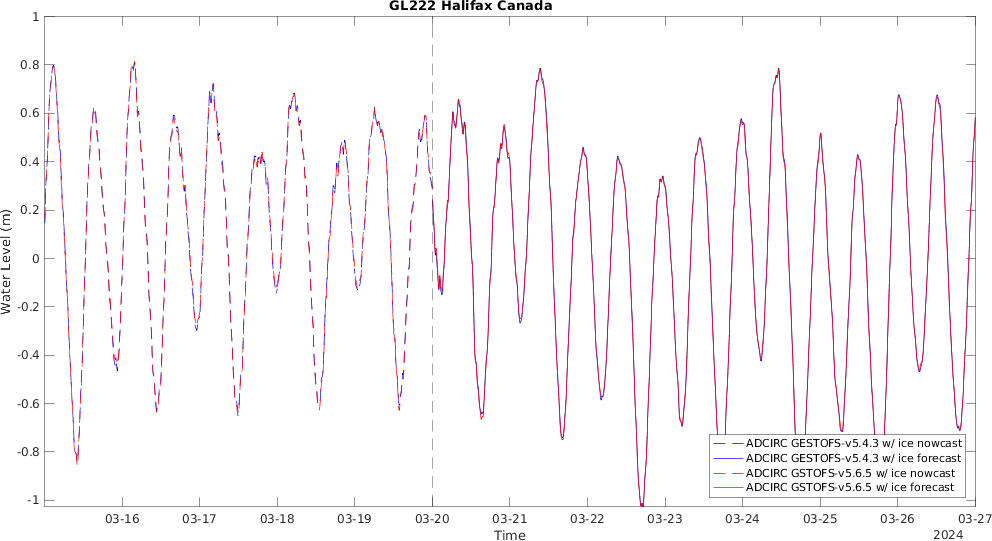 GL222 Halifax Canada
1
0.8
0.6
0.4
0.2
0
-0.2
-0.4
-0.6
-0.8
-1
Water Level (m)
ADCIRC GESTOFS-v5.4.3 w/ ice nowcast
ADCIRC GESTOFS-v5.4.3 w/ ice forecast
ADCIRC GSTOFS-v5.6.5 w/ ice nowcast
ADCIRC GSTOFS-v5.6.5 w/ ice forecast
03-16 03-17 03-18 03-19 03-20 03-21 03-22 03-23 03-24 03-25 03-26 03-27
Time
2024